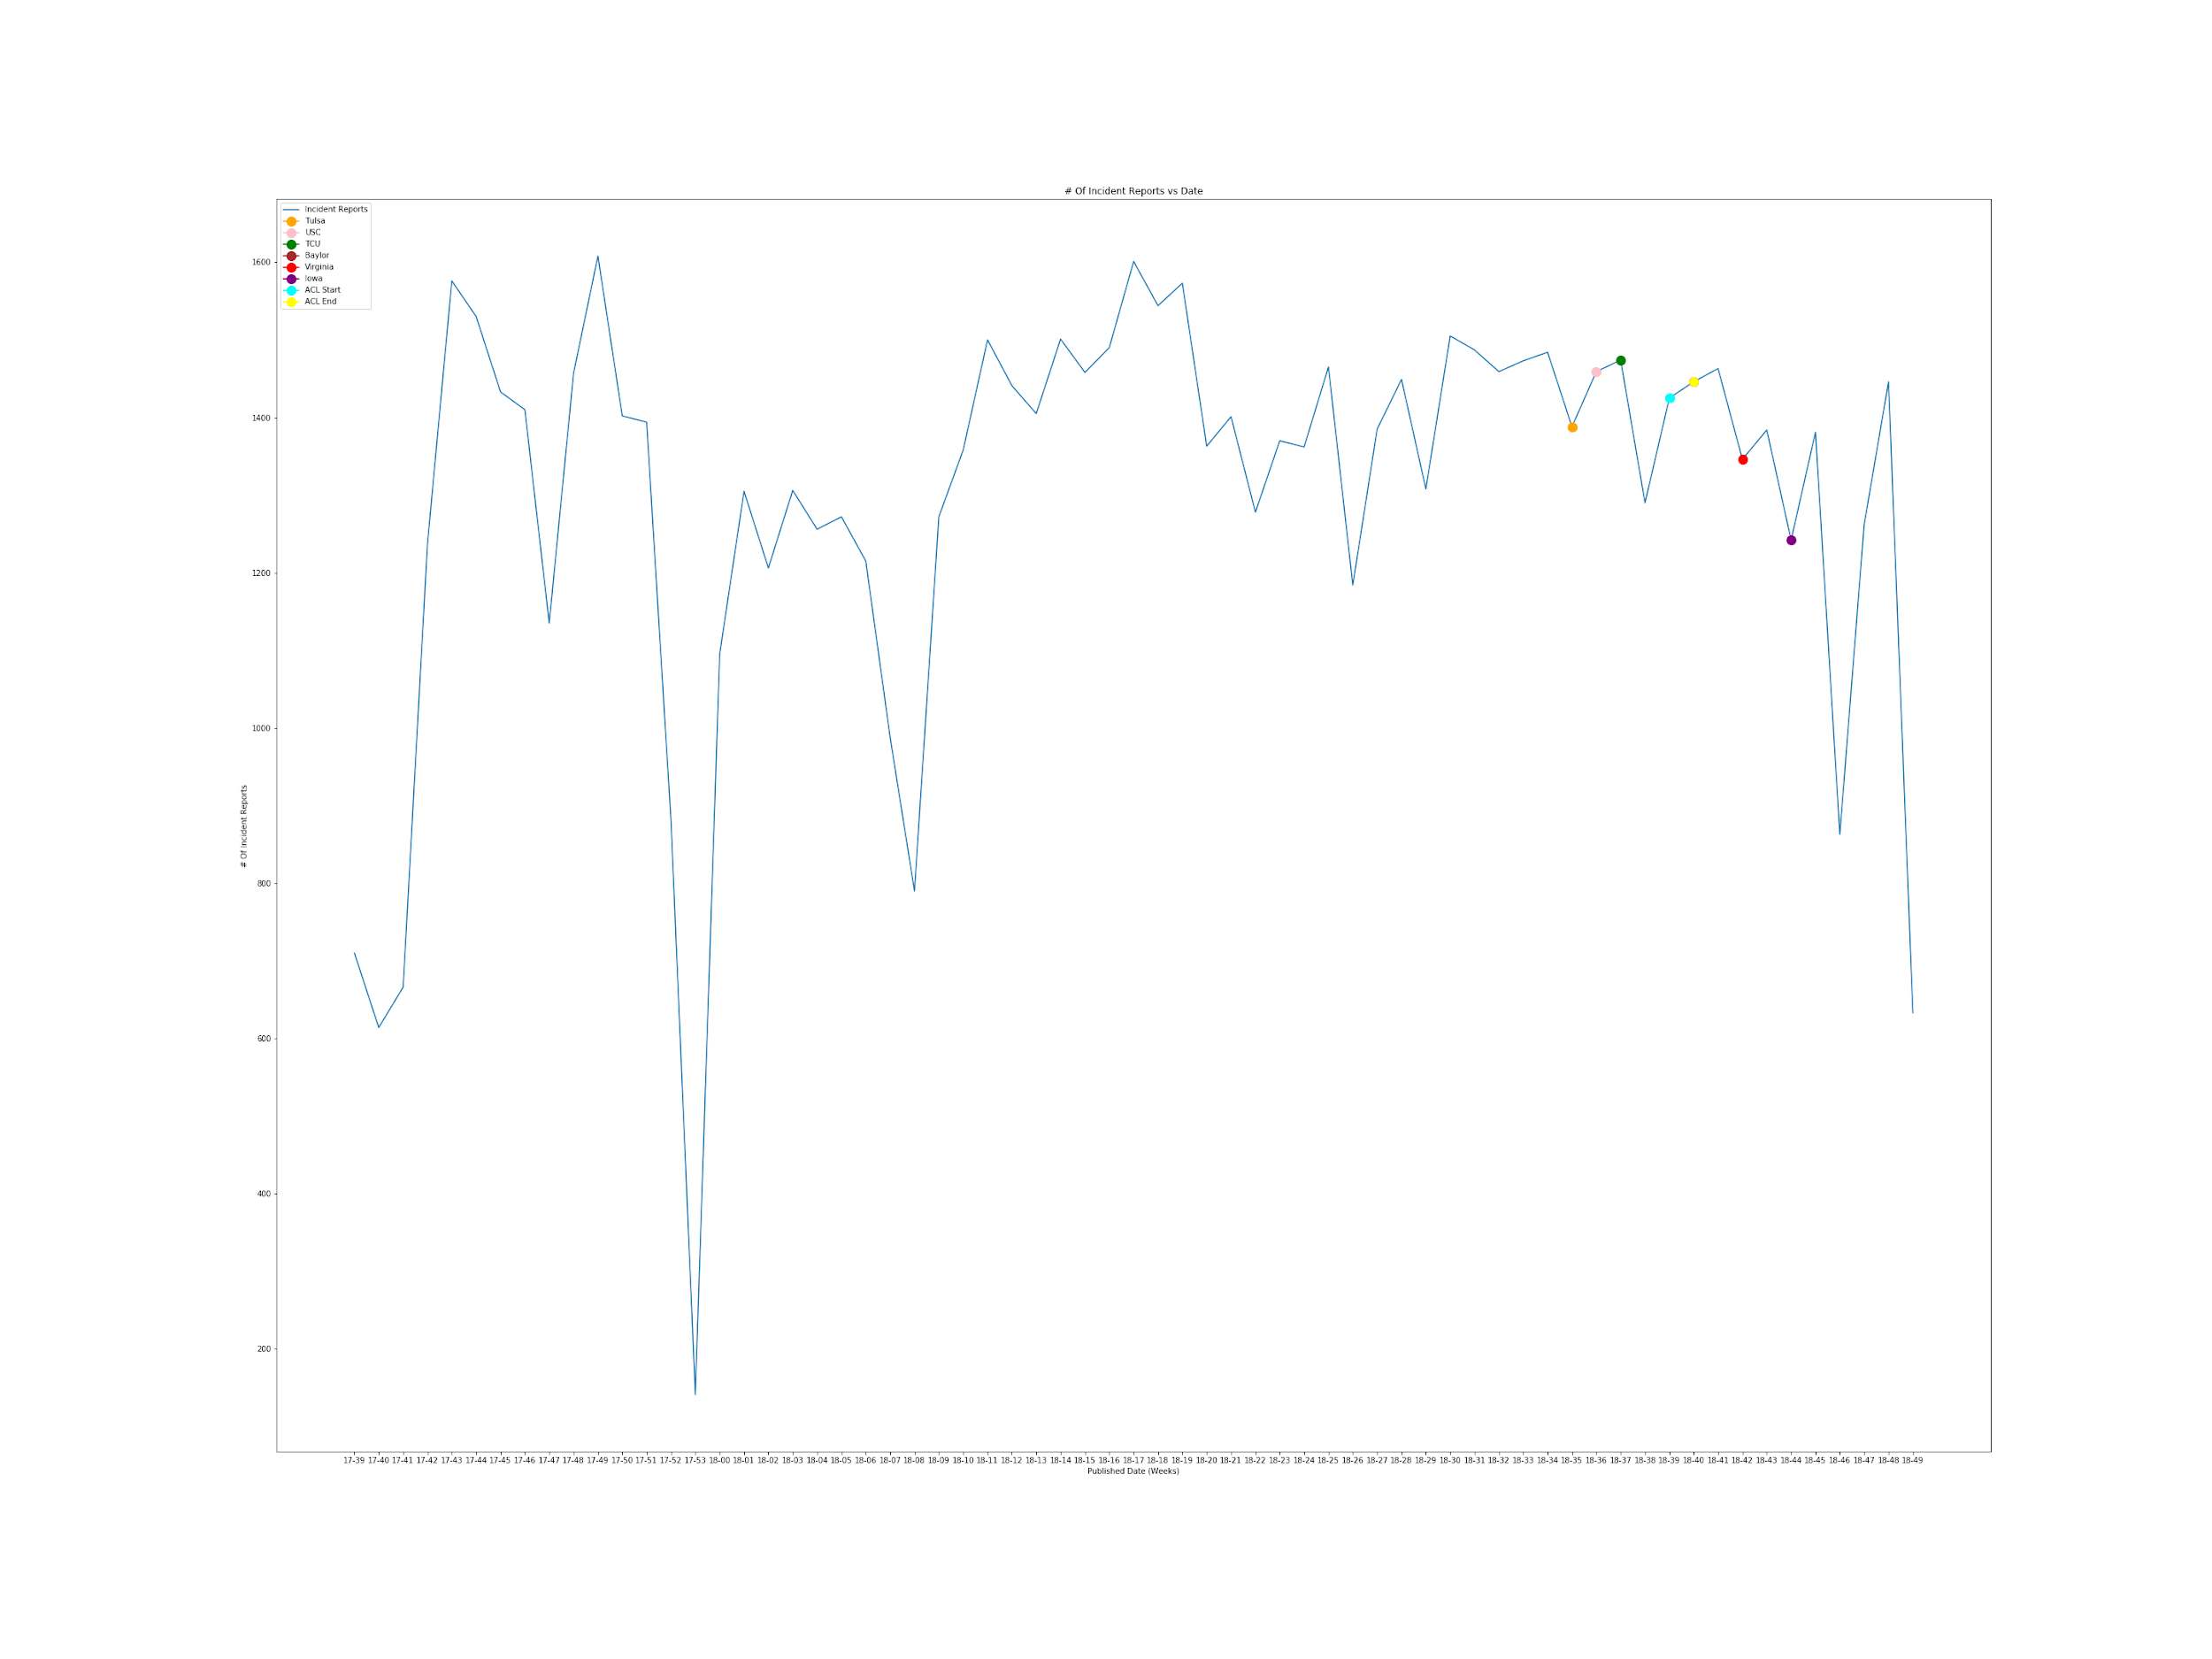 # Of Incident Reports vs Date
Incident Reports
Tulsa
USC
TCU
Baylor
Virginia
Iowa
ACL Start
ACL End
1600
1400
1200
1000
800
600
400
200
# Of Incident Reports
17-39 17-40 17-41 17-42 17-43 17-44 17-45 17-46 17-47 17-48 17-49 17-50 17-51 17-52 17-53 18-00 18-01 18-02 18-03 18-04 18-05 18-06 18-07 18-08 18-09 18-10 18-11 18-12 18-13 18-14 18-15 18-16 18-17 18-18 18-19 18-20 18-21 18-22 18-23 18-24 18-25 18-26 18-27 18-28 18-29 18-30 18-31 18-32 18-33 18-34 18-35 18-36 18-37 18-38 18-39 18-40 18-41 18-42 18-43 18-44 18-45 18-46 18-47 18-48 18-49
Published Date (Weeks)